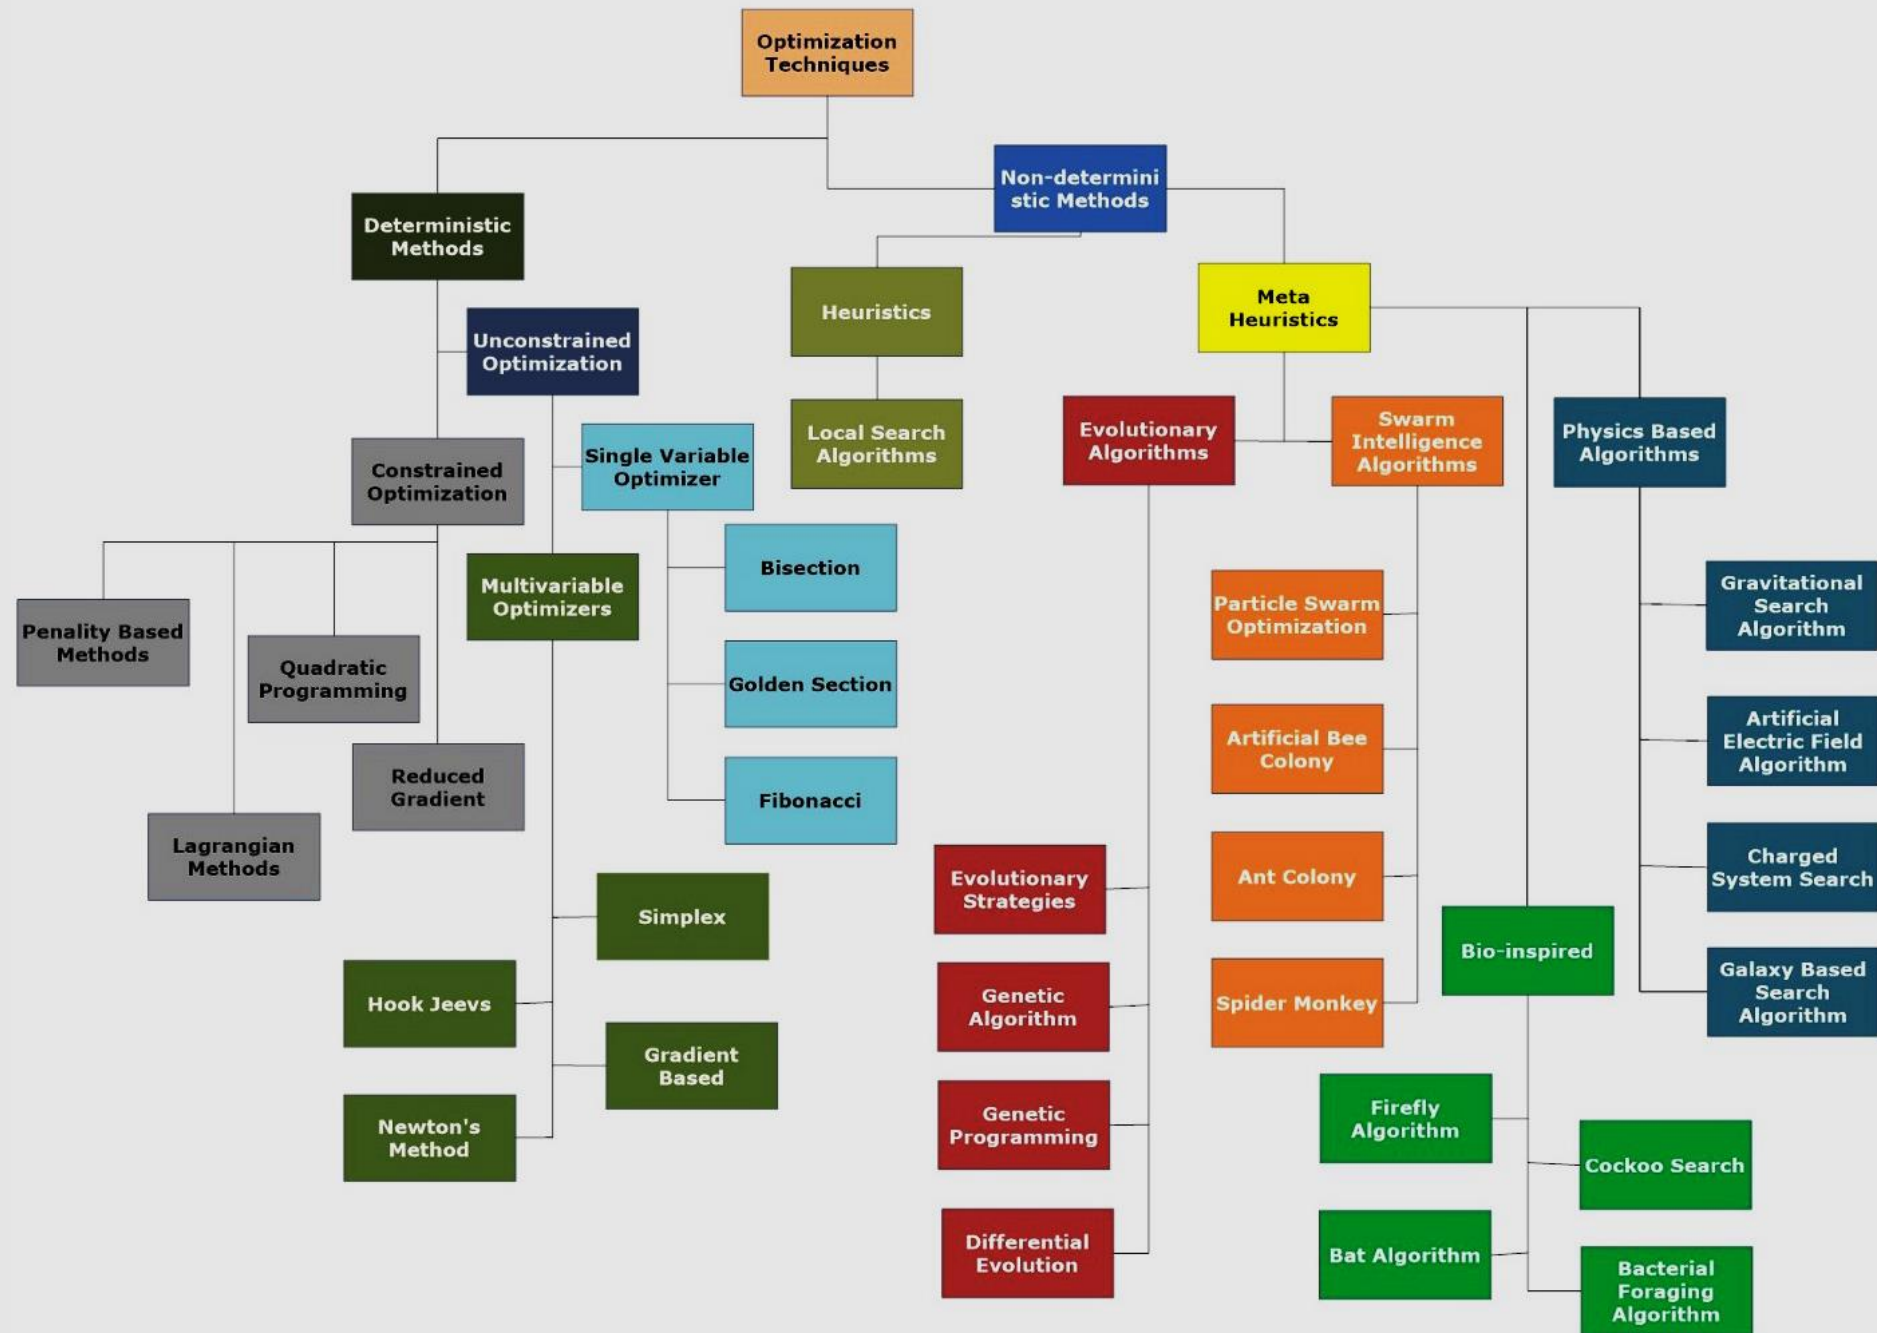 Optimization
Techniques
Non-determini
stic Methods
Deterministic
Methods
Heuristics
Meta
Heuristics
Unconstrained
Optimization
Local Search
Algorithms
Evolutionary
Algorithms
Swarm
Intelligence
Algorithms
Physics Based
Algorithms
Constrained
Optimization
Single Variable
Optimizer
Bisection
Multivariable
Optimizers
Penality Based
Methods
Quadratic
Programming
Golden Section
Reduced
Gradient
Fibonacci
Lagrangian
Methods
Particle Swarm
Optimization
Gravitational
Search
Algorithm
Artificial Bee
Colony
Artificial
Electric Field
Algorithm
Ant Colony
Charged
System Search
Evolutionary
Strategies
Simplex
Bio-inspired
Spider Monkey
Galaxy Based
Search
Algorithm
Hook Jeevs
Genetic
Algorithm
Gradient
Based
Newton's
Method
Genetic
Programming
Firefly
Algorithm
Cockoo Search
Differential
Evolution
Bat Algorithm
Bacterial
Foraging
Algorithm